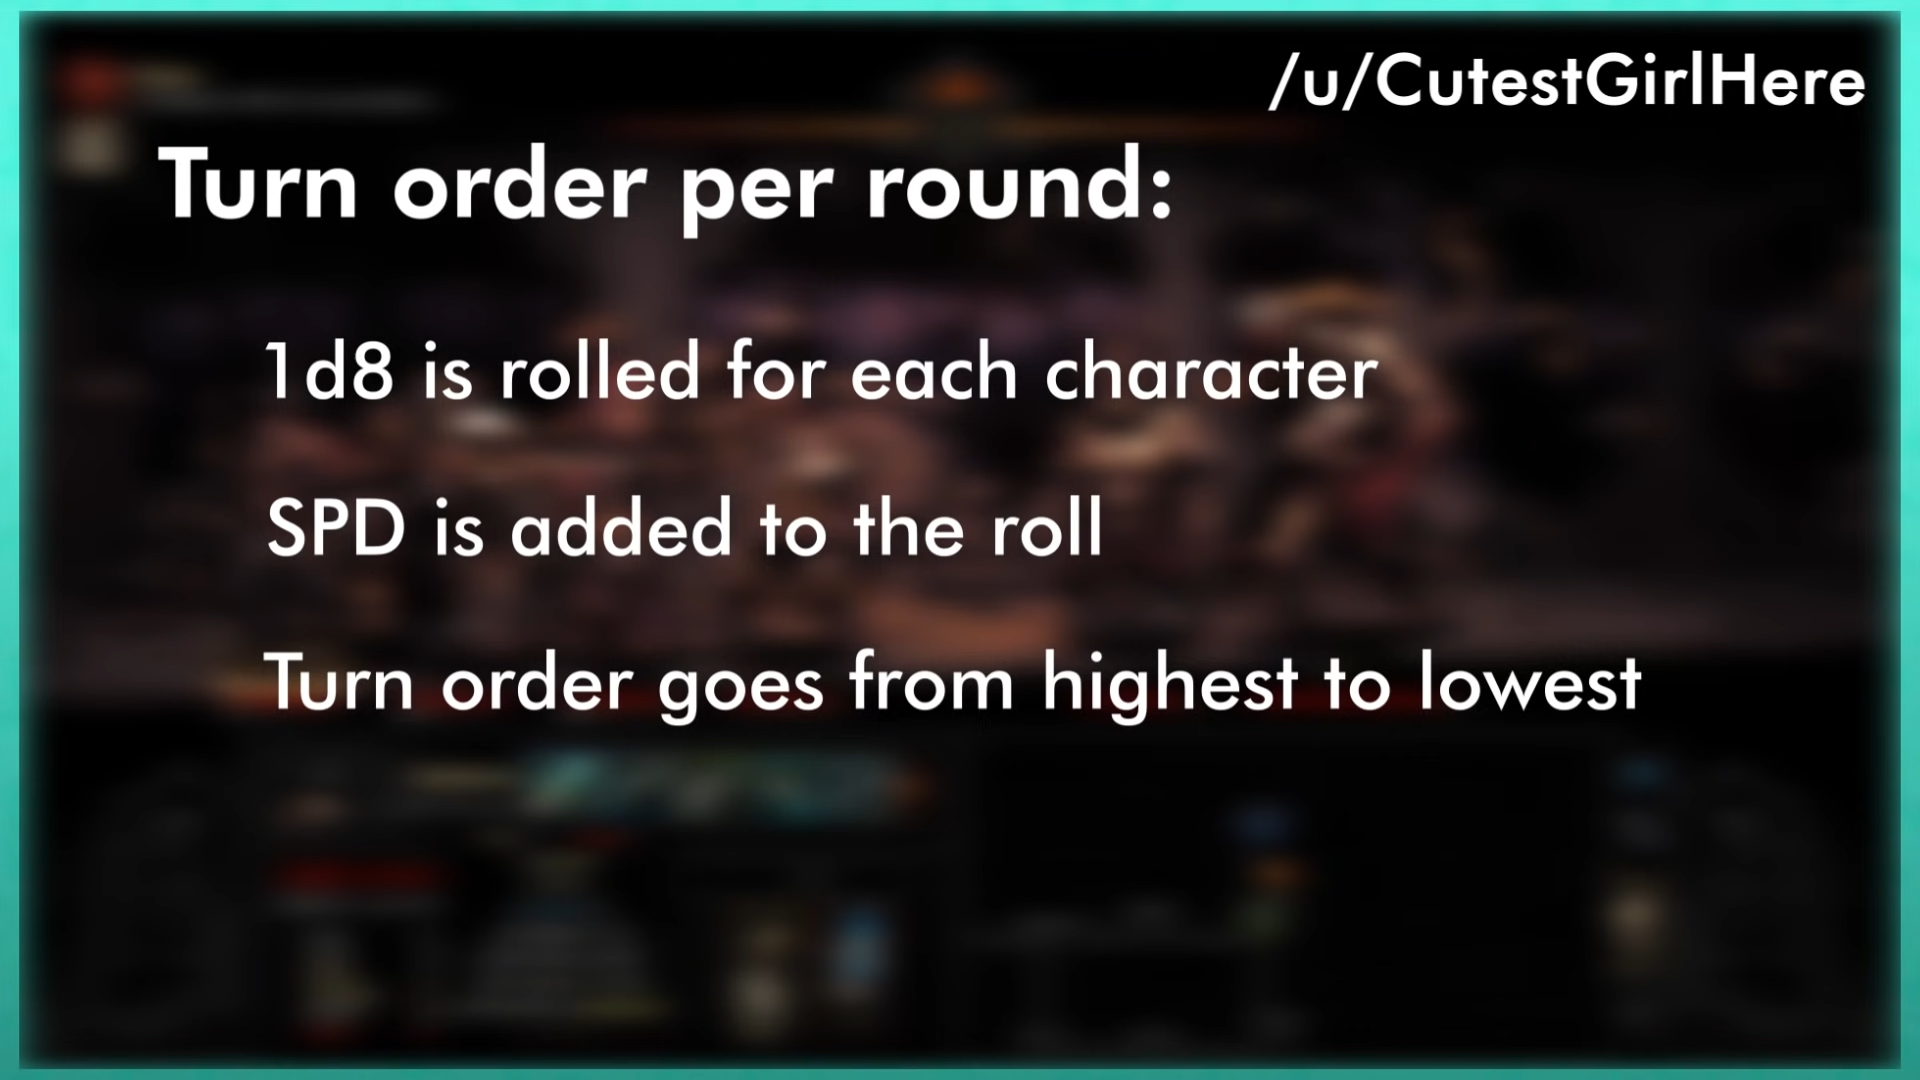 /u/CutestGirlHere
Turn order per round:
1d8 is rolled for each character
SPD is added to the roll
Turn order goes from highest to lowest